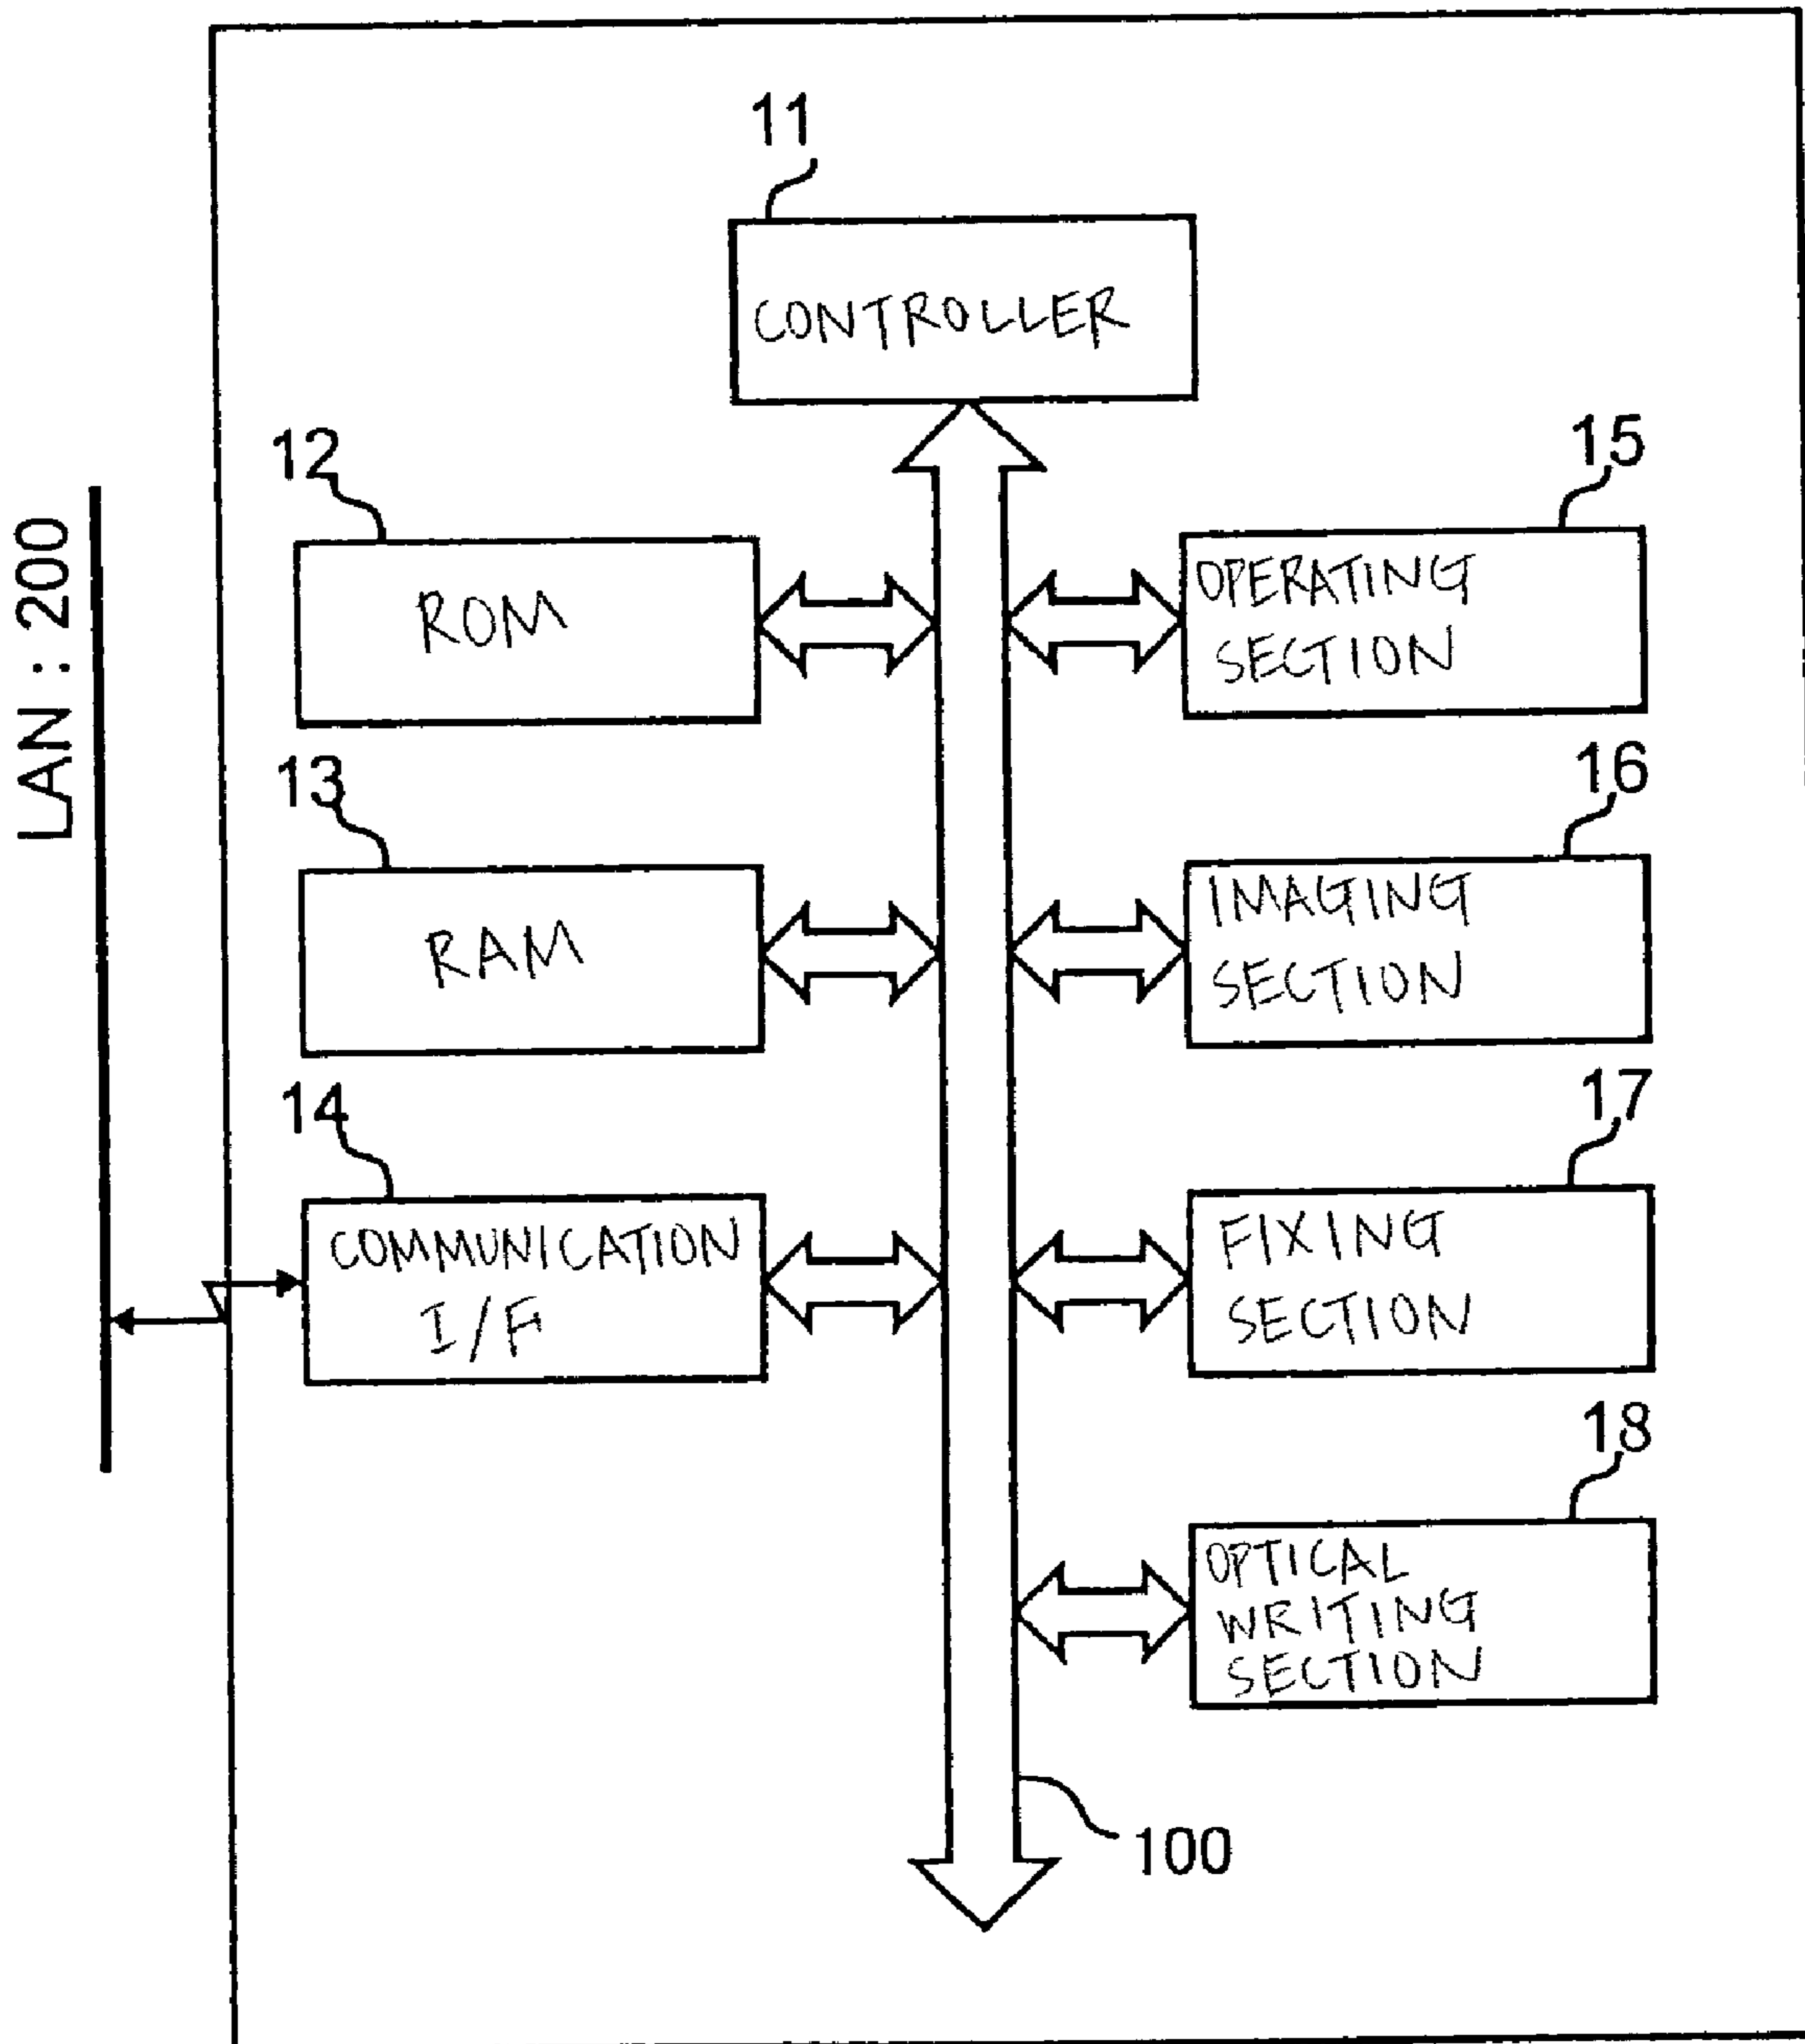 11
CONTROLLER
LAN : 200
12
ROM
15
OPERATING
SECTION
13
RAM
16
IMAGING
SECTION
14
COMMUNICATION
I/F
17
FIXING
SECTION
18
OPTICAL
WRITING
SECTION
100